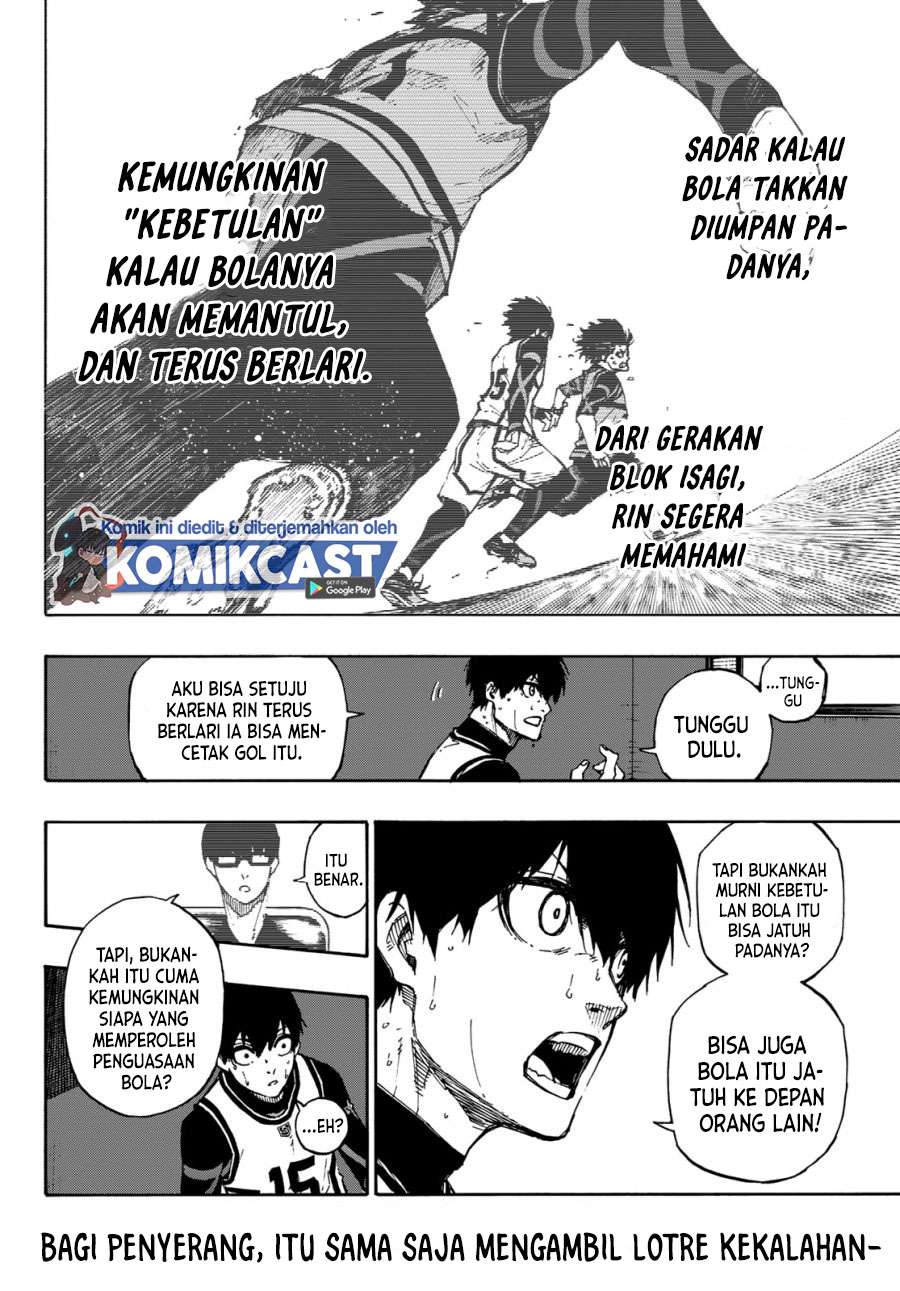 SADAR KALAU
BOLA TAKKAN
DIUMPAN PA-
DANYA,
DARI GERAKAN
BLOK ISAGI,
RIN SEGERA
MEMAHAMI
KEMUNGKINAN
"KEBETULAN"
KALAU BOLANYA
AKAN MEMANTUL,
DAN TERUS BERLARI.
15
Komik ini diedit & diterjemahkan oleh
KOMIKCAST
GET IT ON
Google Play
...TUNG-
GU
TUNGGU
DULU.
AKU BISA SETUJU
KARENA RIN TERUS
BERLARI IA BISA MEN-
CETAK GOL ITU.
TAPI BUKANKAH
MURNI KEBETU-
LAN BOLA ITU
BISA JATUH
PADANYA?
BISA JUGA
BOLA ITU JA-
TUH KE DEPAN
ORANG LAIN!
ITU
BENAR.
TAPI, BUKAN-
KAH ITU CUMA
KEMUNGKINAN
SIAPA YANG
MEMPEROLEH
PENGUASAAN
BOLA?
...EH?
15
BAGI PENYERANG, ITU SAMA SAJA MENGAMBIL LOTRE KEKALAHAN-